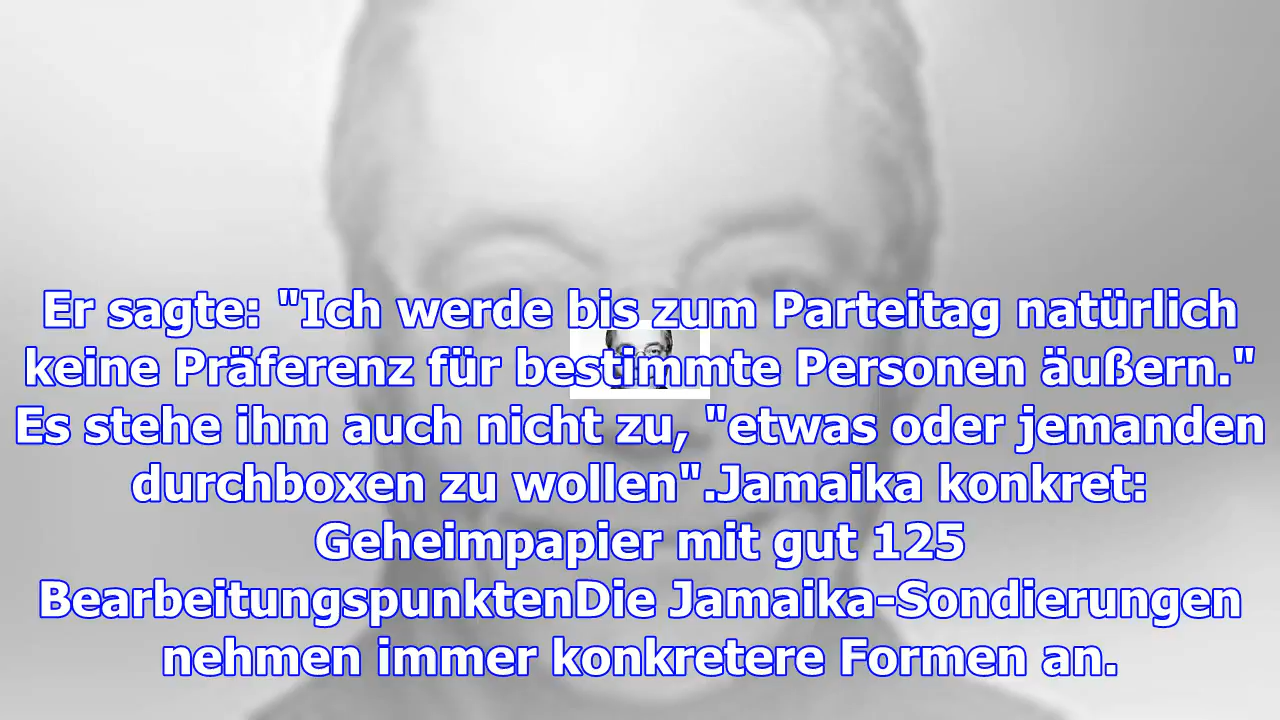 Er sagte: "Ich werde bis zum Parteitag natürlich
keine Präferenz für bestimmte Personen äußern."
Es stehe ihm auch nicht zu, "etwas oder jemanden
durchboxen zu wollen".Jamaika konkret:
Geheimpapier mit gut 125
BearbeitungspunktenDie Jamaika-Sondierungen
nehmen immer konkretere Formen an.